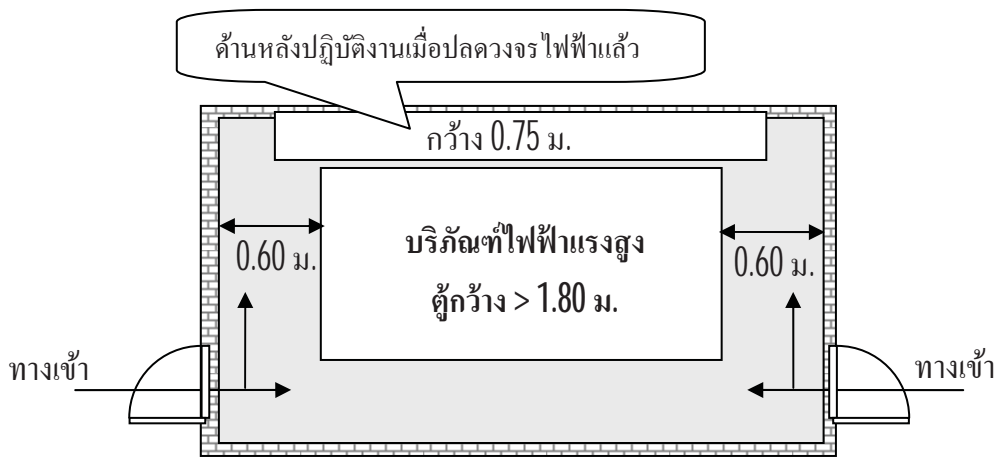 ด้านหลังปฏิบัติงานเมื่อปลดวงจรไฟฟ้าแล้ว
กว้าง 0.75 ม.
บริภัณฑ์ไฟฟ้าแรงสูง
ตู้กว้าง > 1.80 ม.
0.60 ม.
0.60 ม.
ทางเข้า
ทางเข้า